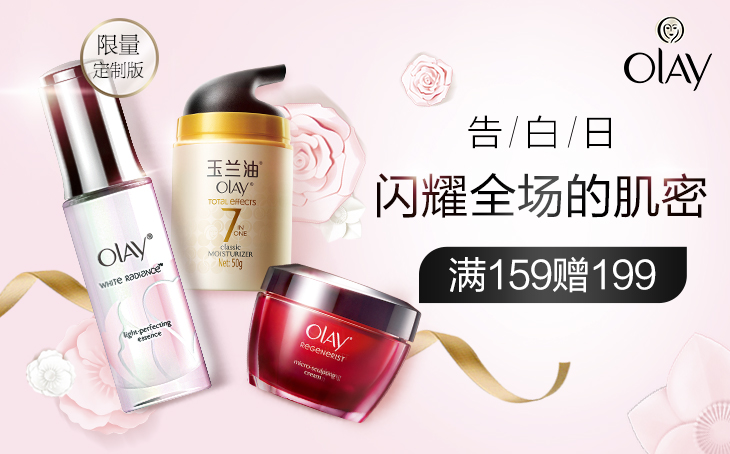 限量
定制版
OLAY
告/白/日
闪耀全场的肌密
满159赠199
玉兰油®
OLAY®
TOTAL EFFECTS
7 IN ONE
classic
MOISTURIZER
Net: 50g
OLAY®
WHITE RADIANCE™
light-perfecting
essence
OLAY®
REGENERIST
micro-sculpting
cream